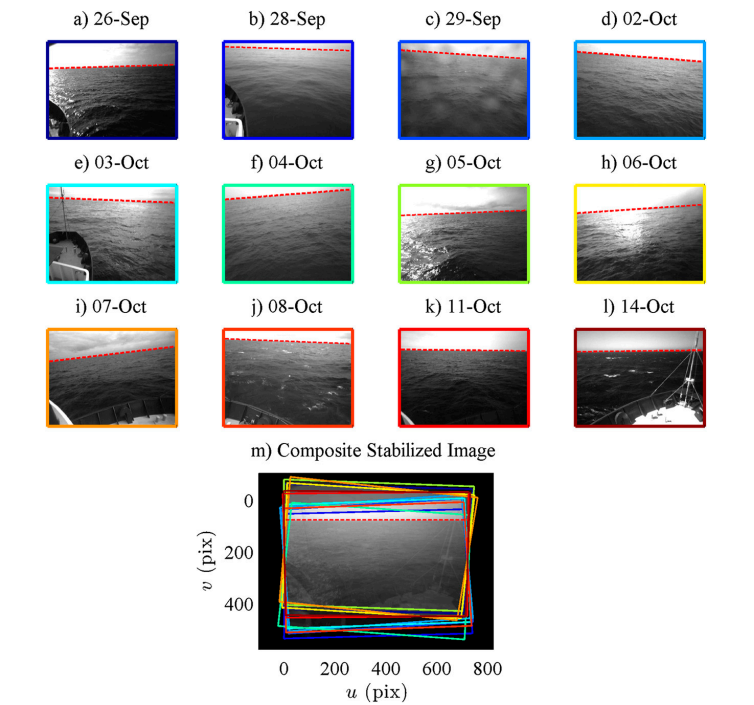 a) 26-Sep b) 28-Sep c) 29-Sep d) 02-Oct
e) 03-Oct f) 04-Oct g) 05-Oct h) 06-Oct
i) 07-Oct j) 08-Oct k) 11-Oct l) 14-Oct
m) Composite Stabilized Image
0
200
400
v (pix)
0 200 400 600 800
u (pix)